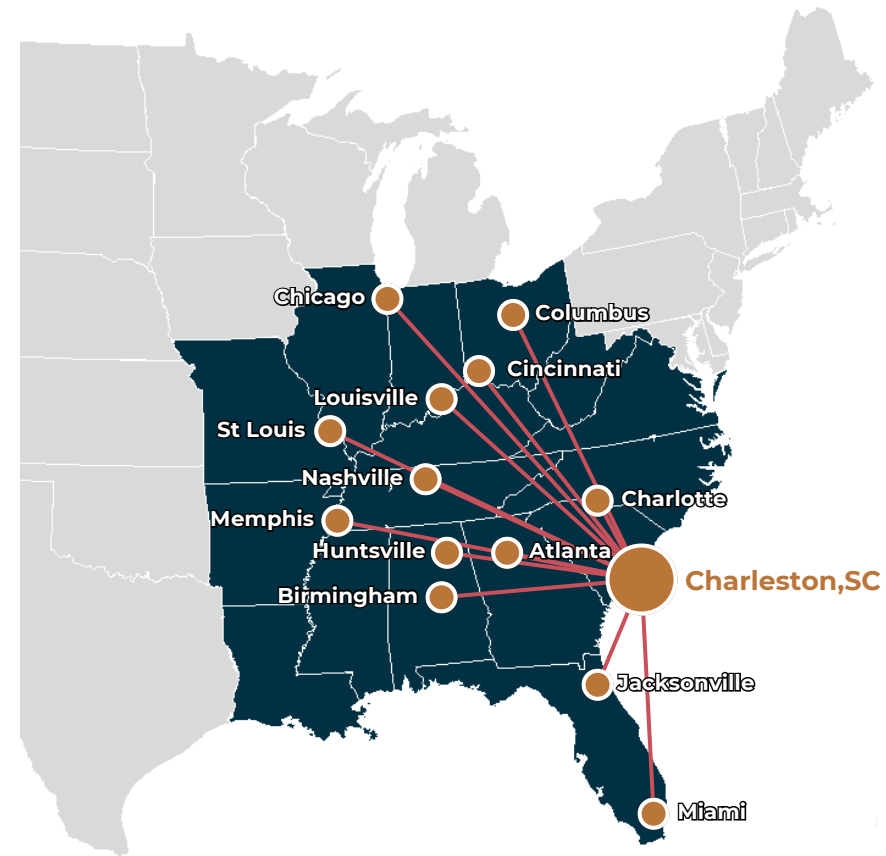 Chicago
Columbus
Cincinnati
Louisville
St Louis
Nashville
Charlotte
Memphis
Huntsville
Atlanta
Charleston,SC
Birmingham
Jacksonville
Miami